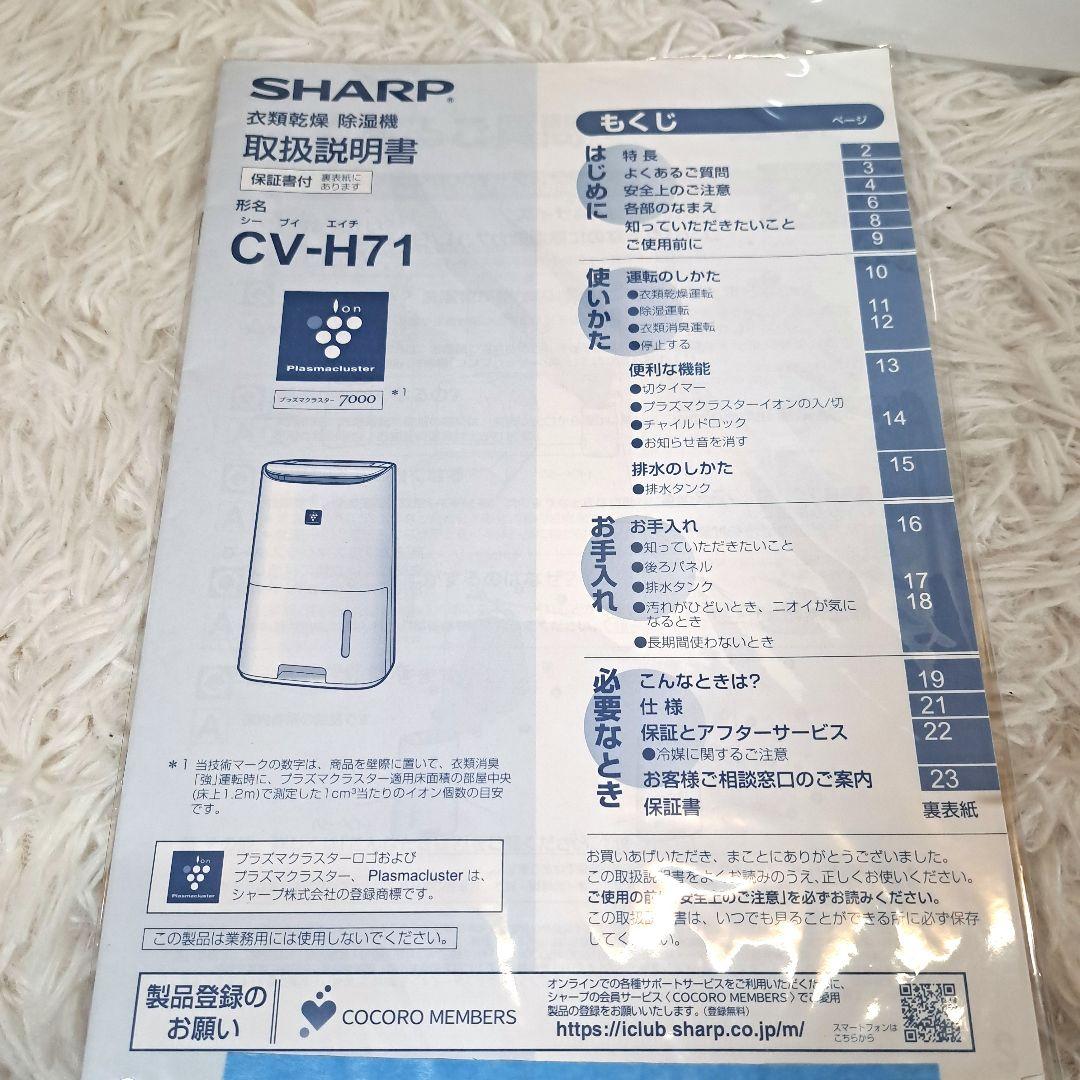 SHARP®
衣類乾燥 除湿機
取扱説明書
保証書付 裏表紙に
あります
形名
シー ブイ エイチ
CV-H71
Ion
Plasmacluster
プラズマクラスター 7000 *1
*1 当技術マークの数字は、商品を壁際に置いて、衣類消臭
「強」運転時に、プラズマクラスター適用床面積の部屋中央
(床上1.2m)で測定した1cm³当たりのイオン個数の目安
です。
Ion
Plasmacluster
プラズマクラスターロゴおよび
プラズマクラスター、 Plasmacluster は、
シャープ株式会社の登録商標です。
この製品は業務用には使用しないでください。
もくじ ページ
はじめに
特長 2
よくあるご質問 3
安全上のご注意 4
各部のなまえ 6
知っていただきたいこと 8
ご使用前に 9
使いかた
運転のしかた 10
●衣類乾燥運転
●除湿運転 11
●衣類消臭運転 12
●停止する
便利な機能 13
●切タイマー
●プラズマクラスターイオンの入/切
●チャイルドロック 14
●お知らせ音を消す
排水のしかた 15
●排水タンク
お手入れ
お手入れ 16
●知っていただきたいこと
●後ろパネル
●排水タンク 17
●汚れがひどいとき、ニオイが気に 18
なるとき
●長期間使わないとき
必要なとき
こんなときは? 19
仕様 21
保証とアフターサービス 22
●冷媒に関するご注意
お客様ご相談窓口のご案内 23
保証書 裏表紙
お買いあげいただき、まことにありがとうございました。
この取扱説明書をよくお読みのうえ、正しくお使いください。
ご使用の前に「安全上のご注意」を必ずお読みください。
この取扱説明書は、いつでも見ることができる所に必ず保存
してください。
製品登録の
お願い
COCORO MEMBERS
オンラインでの各種サポートサービスをご利用いただくために、
シャープの会員サービス〈COCORO MEMBERS〉でご愛用
製品の登録をお願いいたします。(登録無料)
https://iclub sharp.co.jp/m/
スマートフォンは
こちらから